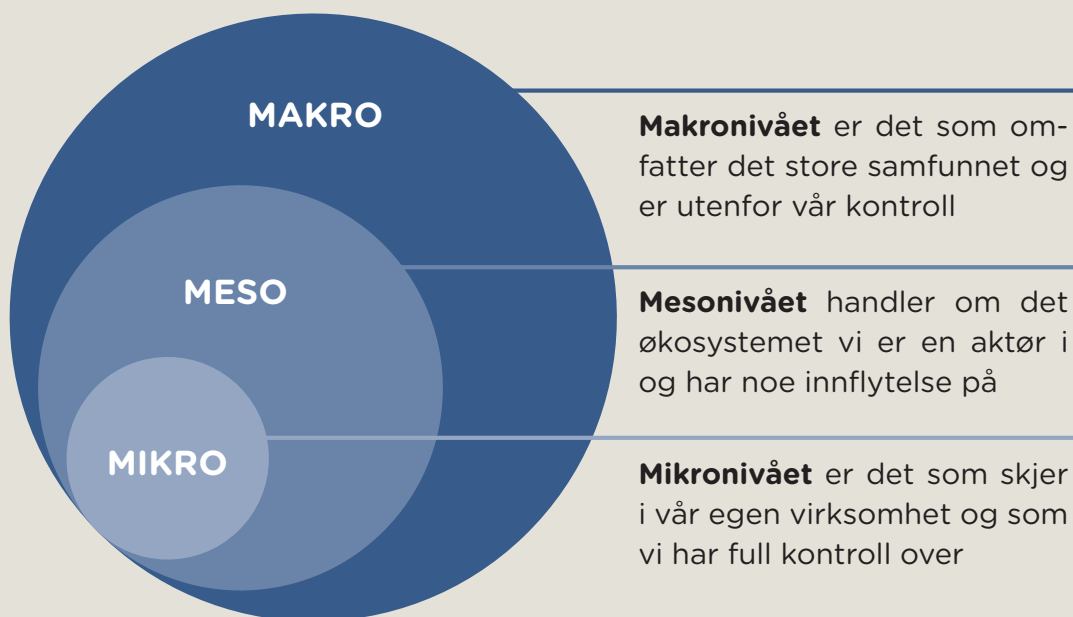 MAKRO
Makronivået er det som om-
fatter det store samfunnet og
er utenfor vår kontroll
MESO
Mesonivået handler om det
økosystemet vi er en aktør i
og har noe innflytelse på
MIKRO
Mikronivået er det som skjer
i vår egen virksomhet og som
vi har full kontroll over